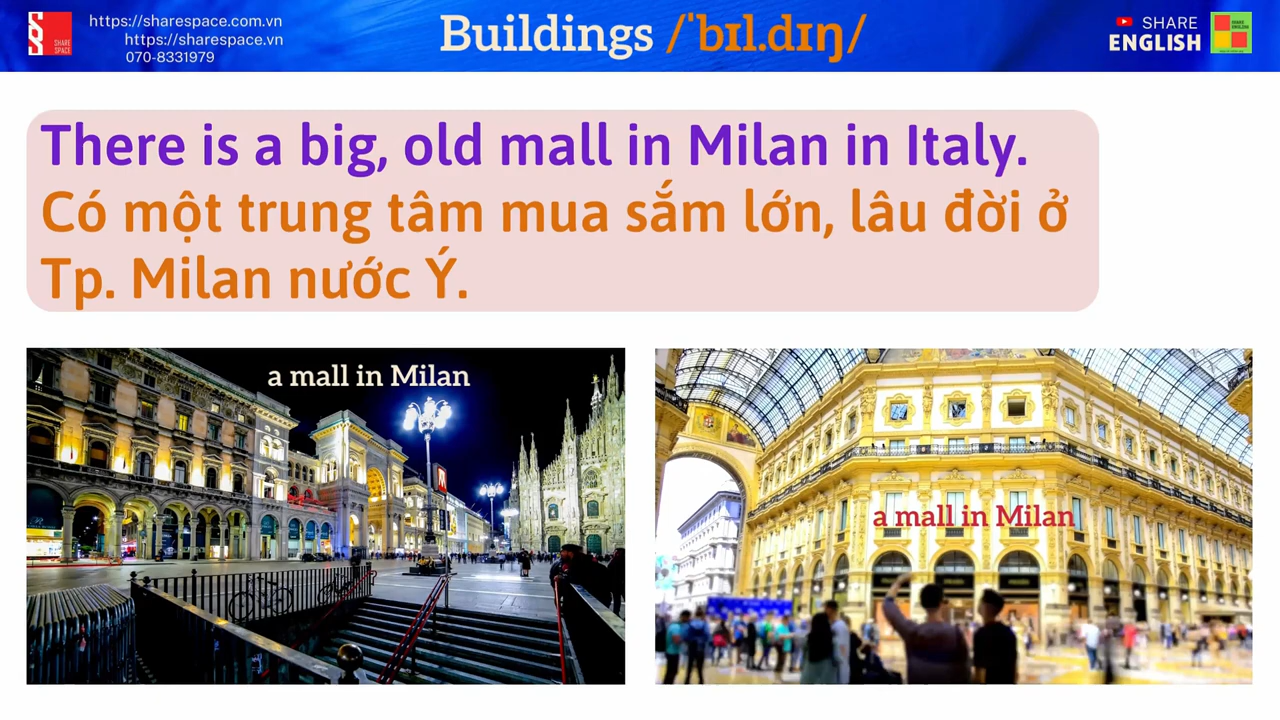 SHARE
SPACE
https://sharespace.com.vn
https://sharespace.vn
070-8331979
Buildings /ˈbɪl.dɪŋ/
SHARE
ENGLISH
There is a big, old mall in Milan in Italy.
Có một trung tâm mua sắm lớn, lâu đời ở
Tp. Milan nước Ý.
a mall in Milan
a mall in Milan